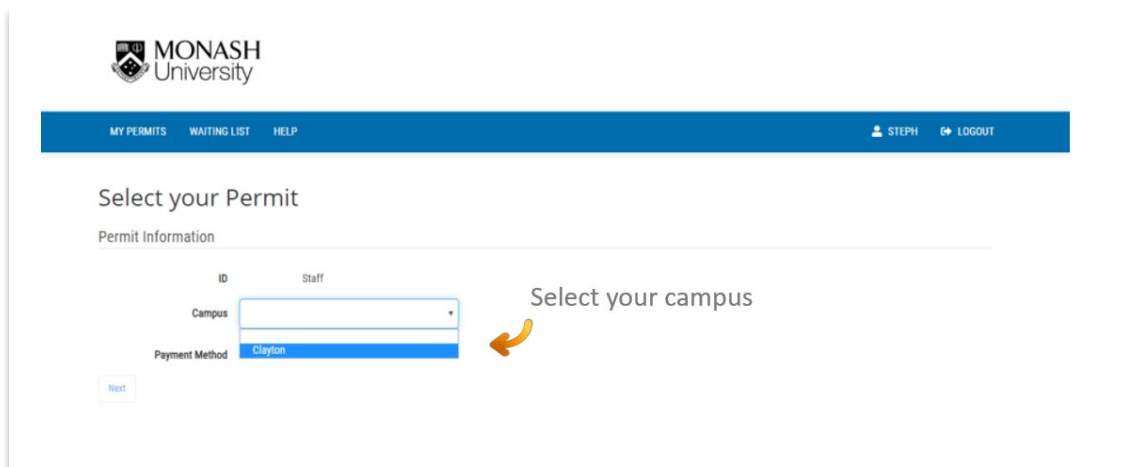 MONASH
University
MY PERMITS WAITING LIST HELP STEPH LOGOUT
Select your Permit
Permit Information
ID Staff
Campus
Select your campus
Clayton
Payment Method
Next